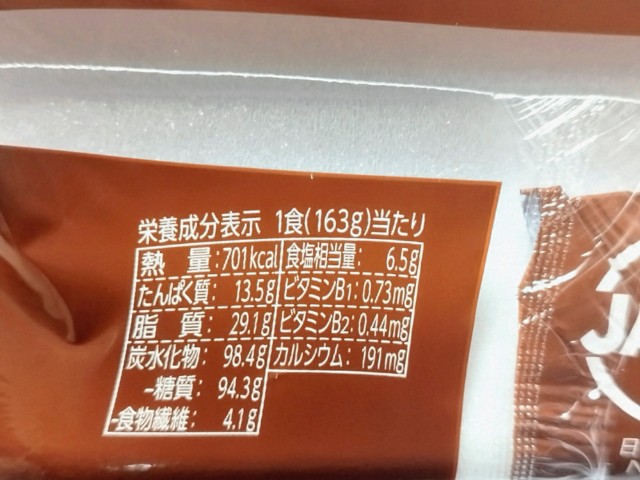 栄養成分表示 1食(163g)当たり
熱量:701kcal 食塩相当量: 6.5g
たんぱく質: 13.5g ビタミンB1: 0.73mg
脂質: 29.1g ビタミンB2: 0.44mg
炭水化物: 98.4g カルシウム: 191mg
-糖質: 94.3g
-食物繊維: 4.1g
日